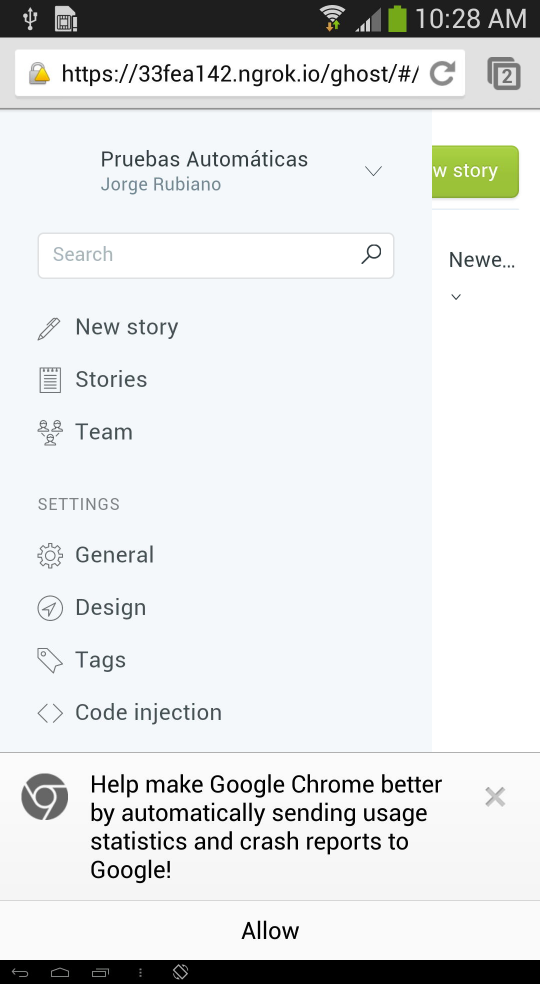 10:28 AM
https://33fea142.ngrok.io/ghost/#/
2
Pruebas Automáticas
Jorge Rubiano
w story
Search
Newe...
New story
Stories
Team
SETTINGS
General
Design
Tags
Code injection
Help make Google Chrome better
by automatically sending usage
statistics and crash reports to
Google!
Allow